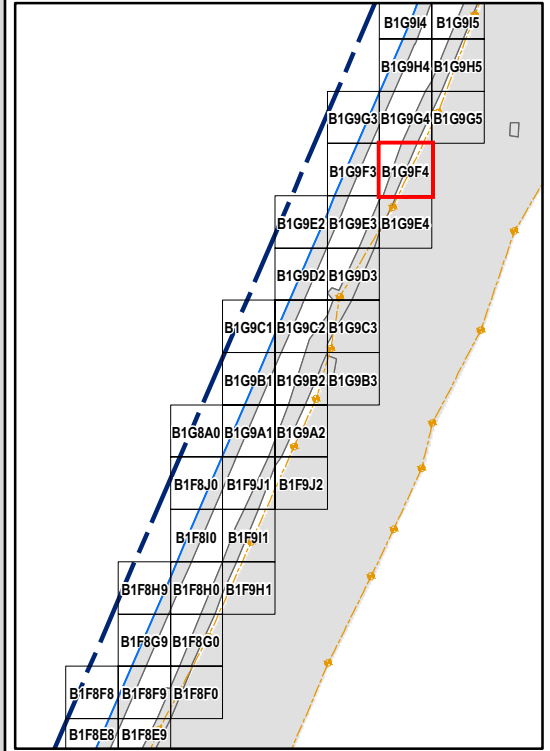 B1G9I4 B1G9I5
B1G9H4 B1G9H5
B1G9G3 B1G9G4 B1G9G5
B1G9F3 B1G9F4
B1G9E2 B1G9E3 B1G9E4
B1G9D2 B1G9D3
B1G9C1 B1G9C2 B1G9C3
B1G9B1 B1G9B2 B1G9B3
B1G8A0 B1G9A1 B1G9A2
B1F8J0 B1F9J1 B1F9J2
B1F8I0 B1F9I1
B1F8H9 B1F8H0 B1F9H1
B1F8G9 B1F8G0
B1F8F8 B1F8F9 B1F8F0
B1F8E8 B1F8E9